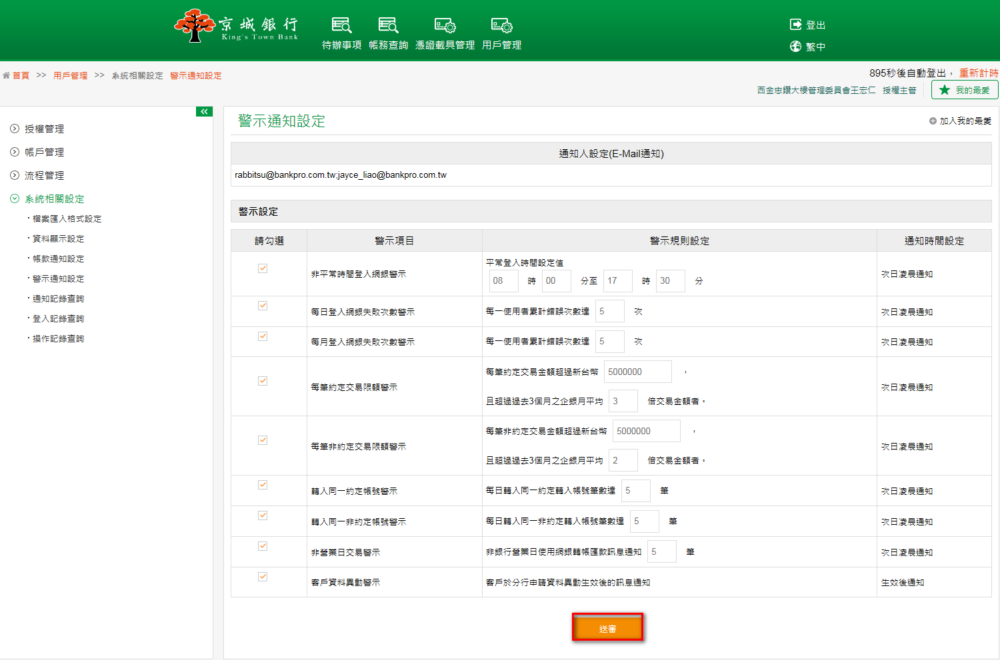 京城銀行
King's Town Bank
待辦事項 帳務查詢 憑證載具管理 用戶管理
登出
繁中
首頁 >> 用戶管理 >> 系統相關設定 警示通知設定
895秒後自動登出， 重新計時
西金忠鑽大樓管理委員會王宏仁 授權主管
我的最愛
授權管理
帳戶管理
流程管理
系統相關設定
・檔案匯入格式設定
・資料顯示設定
・帳款通知設定
・警示通知設定
・通知記錄查詢
・登入記錄查詢
・操作記錄查詢
警示通知設定
加入我的最愛
通知人設定(E-Mail通知)
rabbitsu@bankpro.com.tw;jayce_liao@bankpro.com.tw
警示設定
請勾選 警示項目 警示規則設定 通知時間設定
非平常時間登入網銀警示
平常登入時間設定值
08 時 00 分至 17 時 30 分
次日凌晨通知
每日登入網銀失敗次數警示 每一使用者累計錯誤次數達 5 次 次日凌晨通知
每月登入網銀失敗次數警示 每一使用者累計錯誤次數達 5 次 次日凌晨通知
每筆約定交易限額警示
每筆約定交易金額超過新台幣 5000000 ，
且超過過去3個月之企銀月平均 3 倍交易金額者。
次日凌晨通知
每筆非約定交易限額警示
每筆非約定交易金額超過新台幣 5000000 ，
且超過過去3個月之企銀月平均 2 倍交易金額者。
次日凌晨通知
轉入同一約定帳號警示 每日轉入同一約定轉入帳號筆數達 5 筆 次日凌晨通知
轉入同一非約定帳號警示 每日轉入同一非約定轉入帳號筆數達 5 筆 次日凌晨通知
非營業日交易警示 非銀行營業日使用網銀轉帳匯款訊息通知 5 筆 次日凌晨通知
客戶資料異動警示 客戶於分行申請資料異動生效後的訊息通知 生效後通知
送審